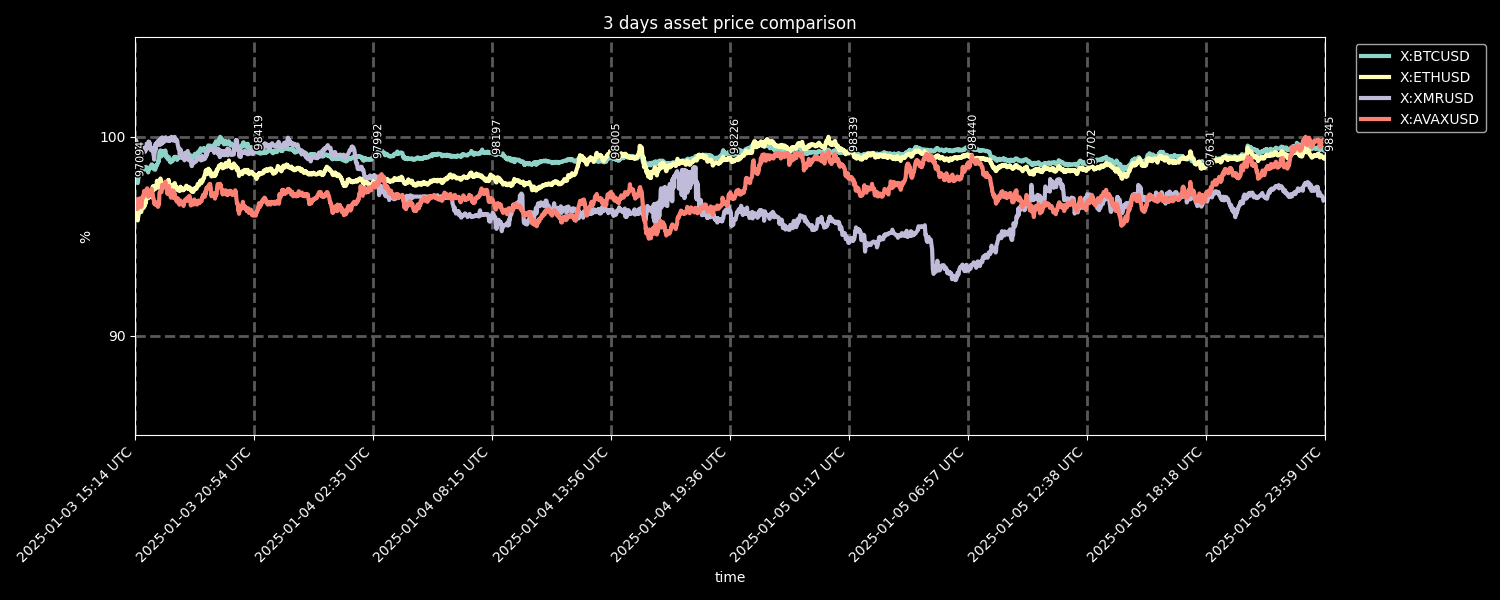 3 days asset price comparison
X:BTCUSD
X:ETHUSD
X:XMRUSD
X:AVAXUSD
%
100
90
98419
97992
98197
98005
98226
98339
98440
97702
97631
98345
2025-01-03 15:14 UTC
2025-01-03 20:54 UTC
2025-01-04 02:35 UTC
2025-01-04 08:15 UTC
2025-01-04 13:56 UTC
2025-01-04 19:36 UTC
2025-01-05 01:17 UTC
2025-01-05 06:57 UTC
2025-01-05 12:38 UTC
2025-01-05 18:18 UTC
2025-01-05 23:59 UTC
time